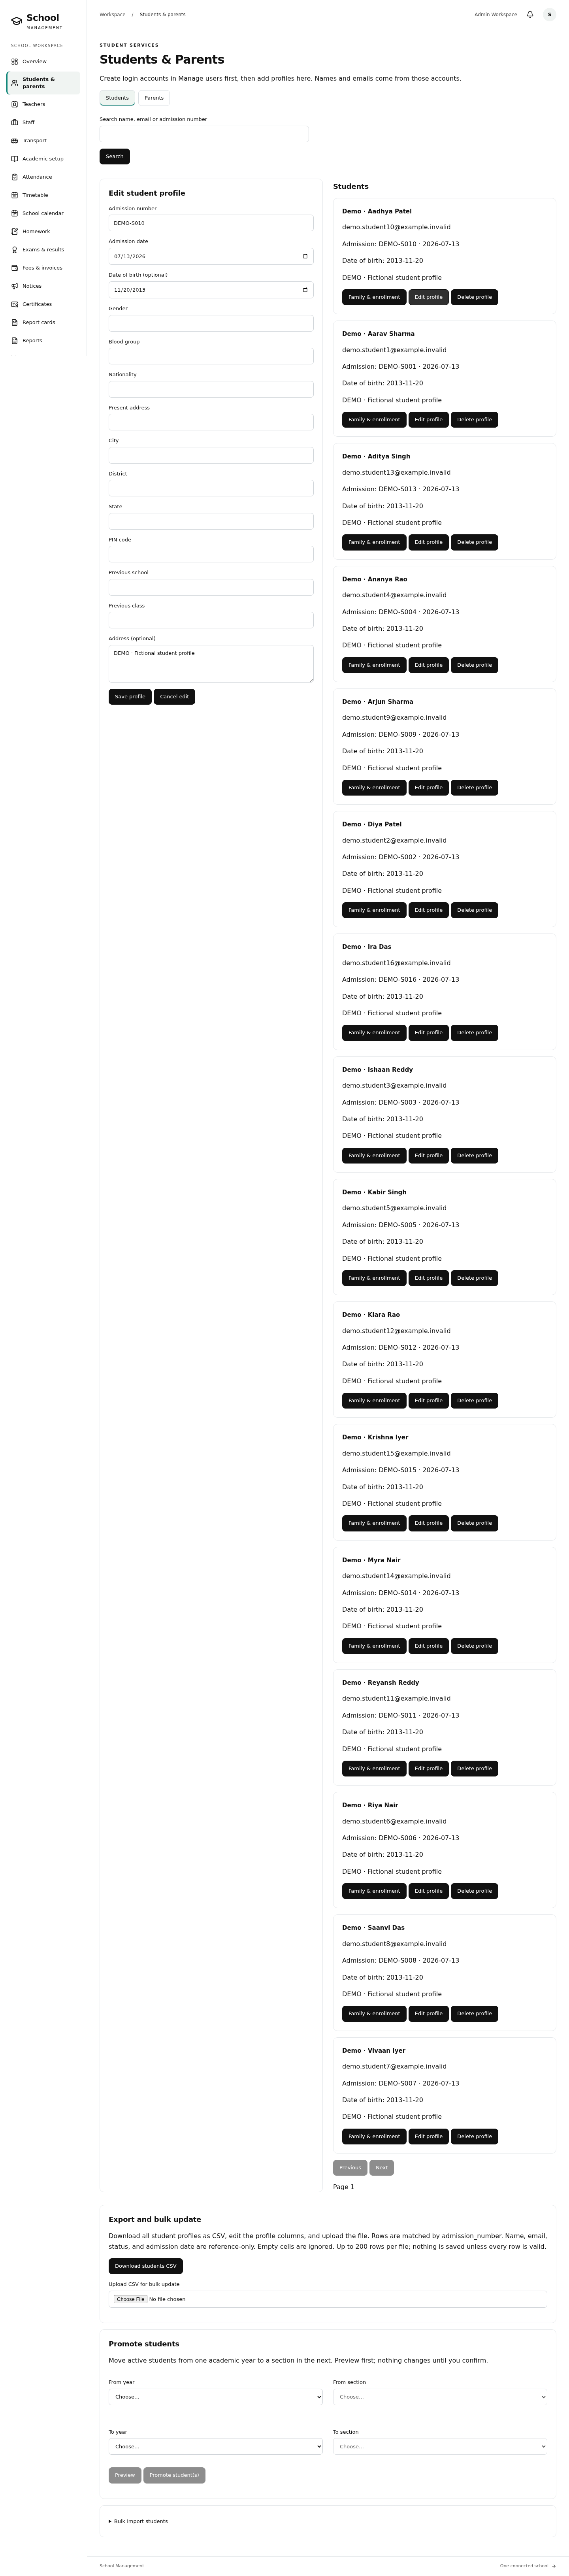 School
MANAGEMENT
SCHOOL WORKSPACE
Overview
Students &
parents
Teachers
Staff
Transport
Academic setup
Attendance
Timetable
School calendar
Homework
Exams & results
Fees & invoices
Notices
Certificates
Report cards
Reports
Workspace / Students & parents
Admin Workspace S
STUDENT SERVICES
Students & Parents
Create login accounts in Manage users first, then add profiles here. Names and emails come from those accounts.
Students Parents
Search name, email or admission number
Search
Edit student profile
Admission number
DEMO-S010
Admission date
07/13/2026
Date of birth (optional)
11/20/2013
Gender
Blood group
Nationality
Present address
City
District
State
PIN code
Previous school
Previous class
Address (optional)
DEMO · Fictional student profile
Save profile Cancel edit
Students
Demo · Aadhya Patel
demo.student10@example.invalid
Admission: DEMO-S010 · 2026-07-13
Date of birth: 2013-11-20
DEMO · Fictional student profile
Family & enrollment Edit profile Delete profile
Demo · Aarav Sharma
demo.student1@example.invalid
Admission: DEMO-S001 · 2026-07-13
Date of birth: 2013-11-20
DEMO · Fictional student profile
Family & enrollment Edit profile Delete profile
Demo · Aditya Singh
demo.student13@example.invalid
Admission: DEMO-S013 · 2026-07-13
Date of birth: 2013-11-20
DEMO · Fictional student profile
Family & enrollment Edit profile Delete profile
Demo · Ananya Rao
demo.student4@example.invalid
Admission: DEMO-S004 · 2026-07-13
Date of birth: 2013-11-20
DEMO · Fictional student profile
Family & enrollment Edit profile Delete profile
Demo · Arjun Sharma
demo.student9@example.invalid
Admission: DEMO-S009 · 2026-07-13
Date of birth: 2013-11-20
DEMO · Fictional student profile
Family & enrollment Edit profile Delete profile
Demo · Diya Patel
demo.student2@example.invalid
Admission: DEMO-S002 · 2026-07-13
Date of birth: 2013-11-20
DEMO · Fictional student profile
Family & enrollment Edit profile Delete profile
Demo · Ira Das
demo.student16@example.invalid
Admission: DEMO-S016 · 2026-07-13
Date of birth: 2013-11-20
DEMO · Fictional student profile
Family & enrollment Edit profile Delete profile
Demo · Ishaan Reddy
demo.student3@example.invalid
Admission: DEMO-S003 · 2026-07-13
Date of birth: 2013-11-20
DEMO · Fictional student profile
Family & enrollment Edit profile Delete profile
Demo · Kabir Singh
demo.student5@example.invalid
Admission: DEMO-S005 · 2026-07-13
Date of birth: 2013-11-20
DEMO · Fictional student profile
Family & enrollment Edit profile Delete profile
Demo · Kiara Rao
demo.student12@example.invalid
Admission: DEMO-S012 · 2026-07-13
Date of birth: 2013-11-20
DEMO · Fictional student profile
Family & enrollment Edit profile Delete profile
Demo · Krishna Iyer
demo.student15@example.invalid
Admission: DEMO-S015 · 2026-07-13
Date of birth: 2013-11-20
DEMO · Fictional student profile
Family & enrollment Edit profile Delete profile
Demo · Myra Nair
demo.student14@example.invalid
Admission: DEMO-S014 · 2026-07-13
Date of birth: 2013-11-20
DEMO · Fictional student profile
Family & enrollment Edit profile Delete profile
Demo · Reyansh Reddy
demo.student11@example.invalid
Admission: DEMO-S011 · 2026-07-13
Date of birth: 2013-11-20
DEMO · Fictional student profile
Family & enrollment Edit profile Delete profile
Demo · Riya Nair
demo.student6@example.invalid
Admission: DEMO-S006 · 2026-07-13
Date of birth: 2013-11-20
DEMO · Fictional student profile
Family & enrollment Edit profile Delete profile
Demo · Saanvi Das
demo.student8@example.invalid
Admission: DEMO-S008 · 2026-07-13
Date of birth: 2013-11-20
DEMO · Fictional student profile
Family & enrollment Edit profile Delete profile
Demo · Vivaan Iyer
demo.student7@example.invalid
Admission: DEMO-S007 · 2026-07-13
Date of birth: 2013-11-20
DEMO · Fictional student profile
Family & enrollment Edit profile Delete profile
Previous Next
Page 1
Export and bulk update
Download all student profiles as CSV, edit the profile columns, and upload the file. Rows are matched by admission_number. Name, email,
status, and admission date are reference-only. Empty cells are ignored. Up to 200 rows per file; nothing is saved unless every row is valid.
Download students CSV
Upload CSV for bulk update
Choose File No file chosen
Promote students
Move active students from one academic year to a section in the next. Preview first; nothing changes until you confirm.
From year From section
Choose... Choose...
To year To section
Choose... Choose...
Preview Promote student(s)
Bulk import students
School Management One connected school